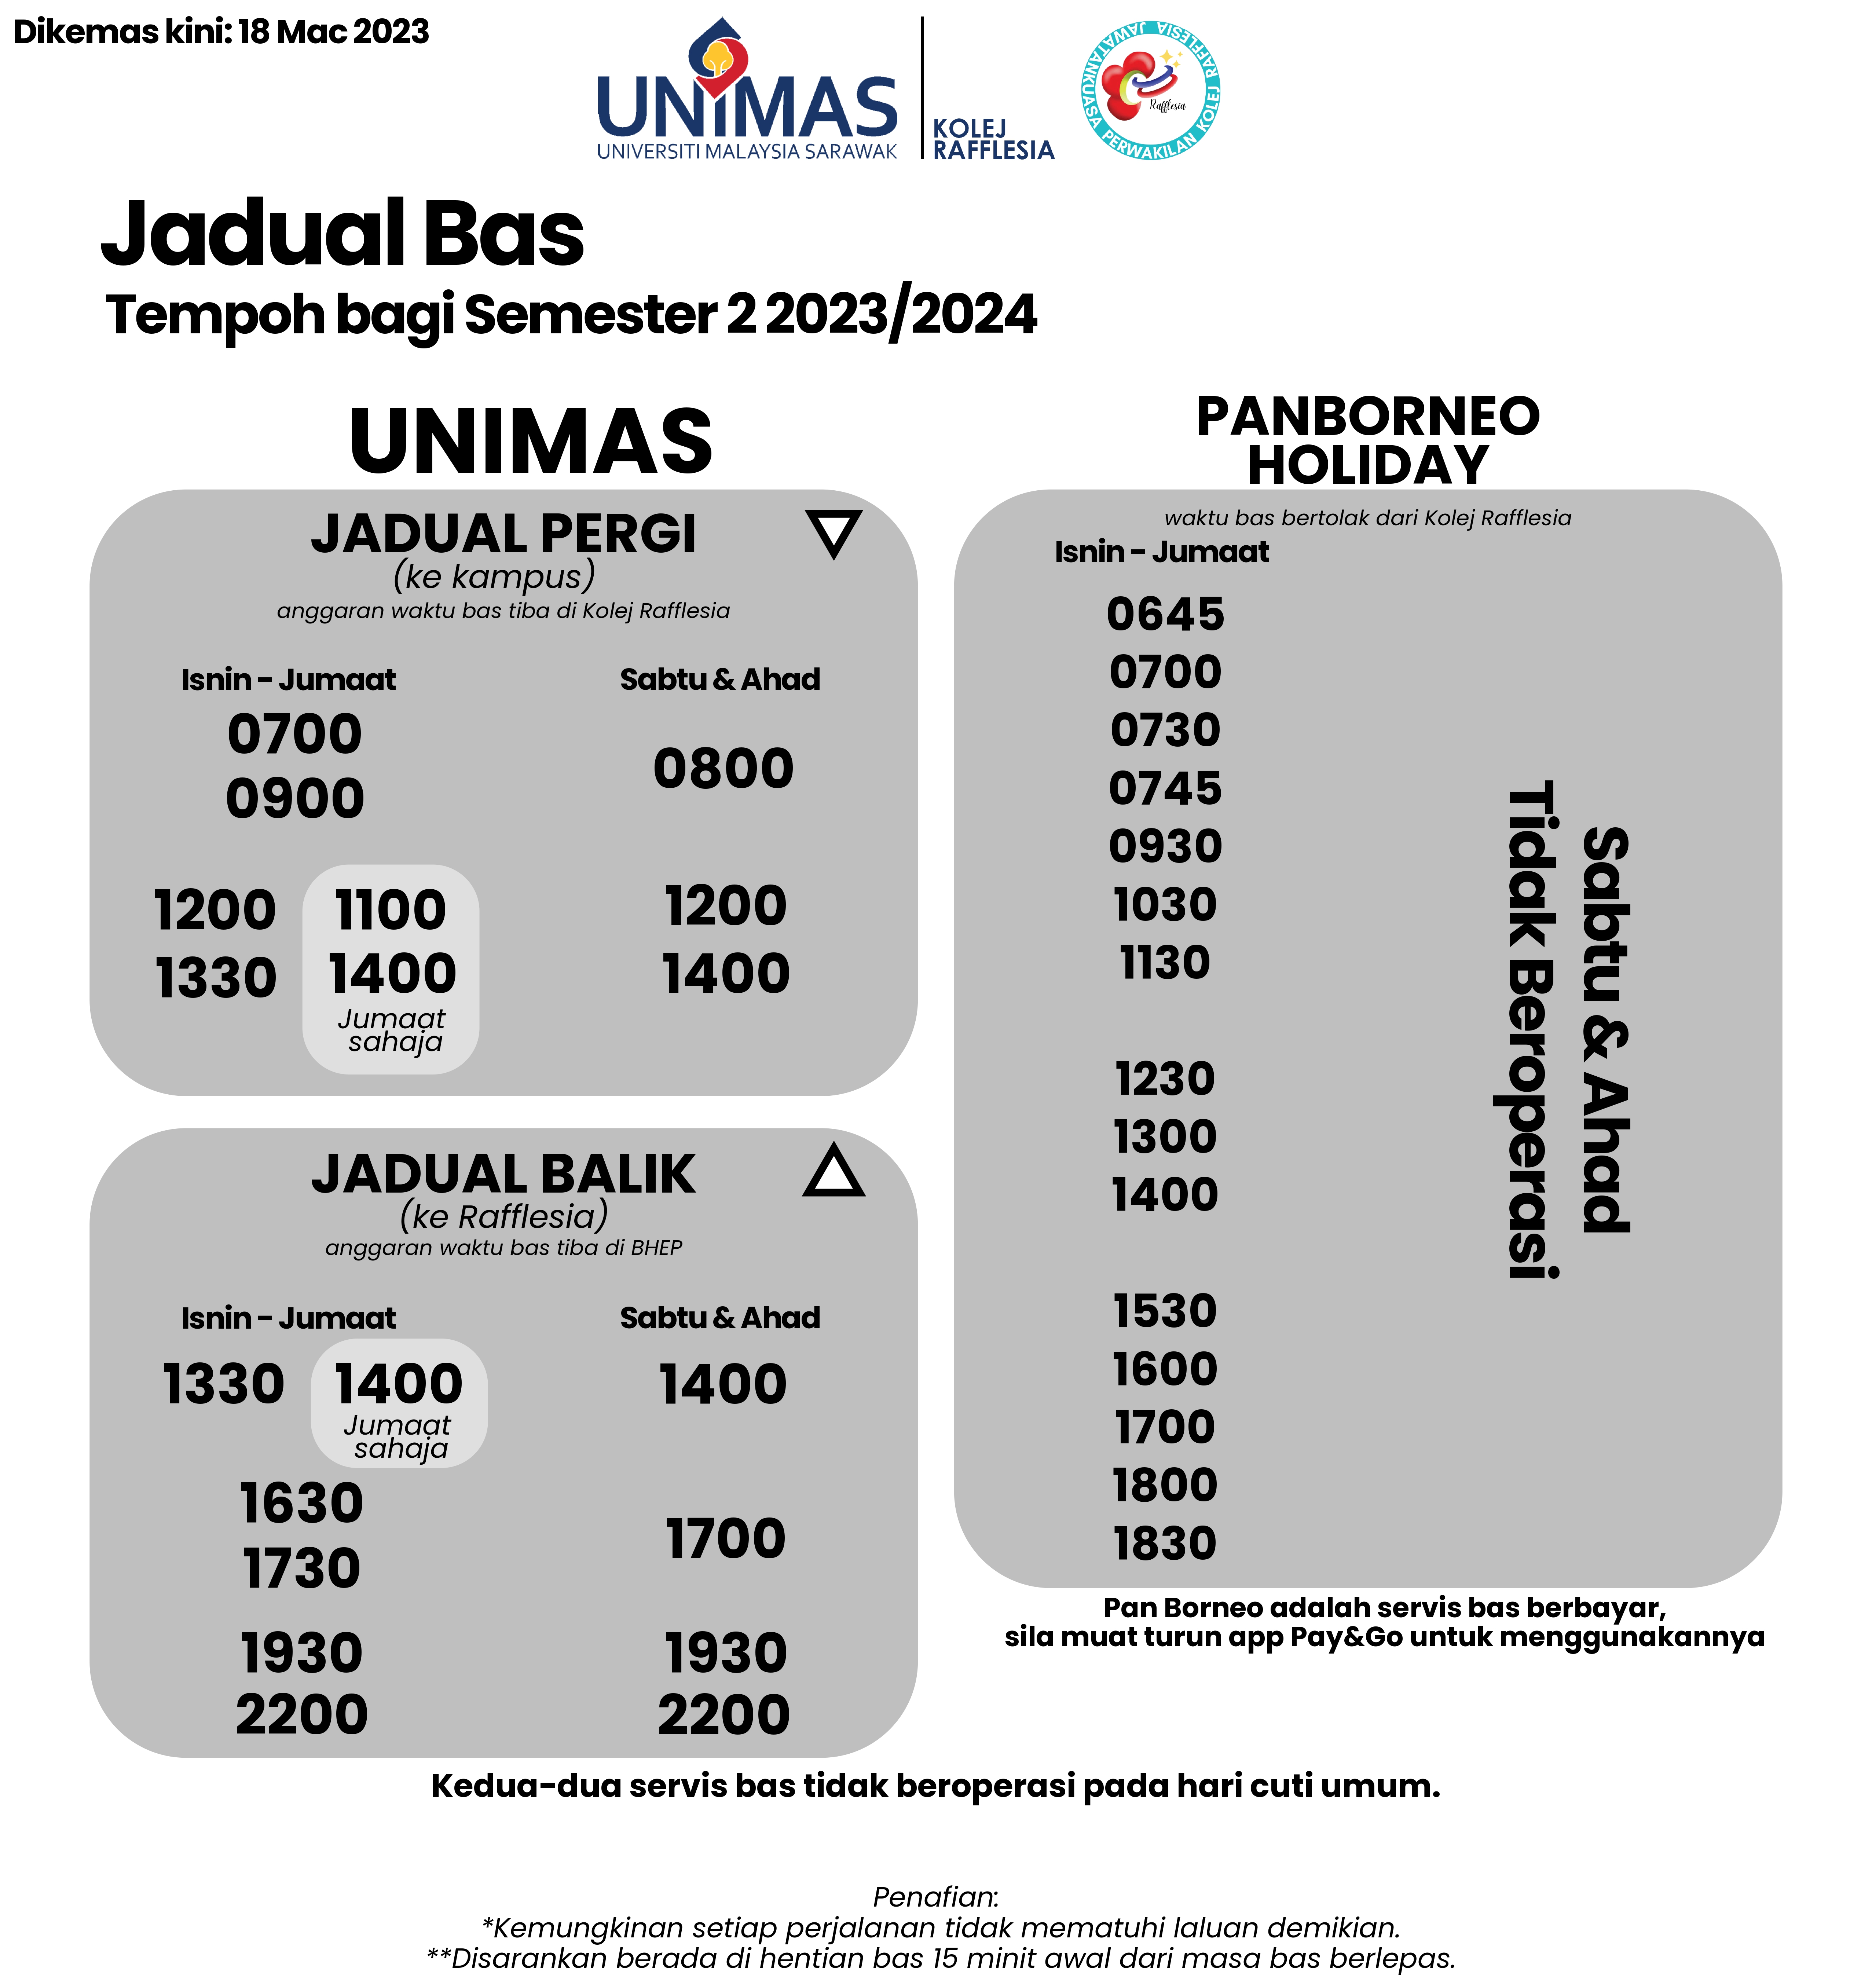 Dikemas kini: 18 Mac 2023
UNIMAS
UNIVERSITI MALAYSIA SARAWAK
KOLEJ
RAFFLESIA
JAWATANKUASA PERWAKILAN KOLEJ RAFFLESIA
Rafflesia
Jadual Bas
Tempoh bagi Semester 2 2023/2024
UNIMAS
JADUAL PERGI
(ke kampus)
anggaran waktu bas tiba di Kolej Rafflesia
Isnin - Jumaat
0700
0900
1200
1330
1100
1400
Jumaat
sahaja
Sabtu & Ahad
0800
1200
1400
JADUAL BALIK
(ke Rafflesia)
anggaran waktu bas tiba di BHEP
Isnin - Jumaat
1330
1400
Jumaat
sahaja
1630
1730
1930
2200
Sabtu & Ahad
1400
1700
1930
2200
PANBORNEO
HOLIDAY
waktu bas bertolak dari Kolej Rafflesia
Isnin - Jumaat
0645
0700
0730
0745
0930
1030
1130
1230
1300
1400
1530
1600
1700
1800
1830
Sabtu & Ahad
Tidak Beroperasi
Pan Borneo adalah servis bas berbayar,
sila muat turun app Pay&Go untuk menggunakannya
Kedua-dua servis bas tidak beroperasi pada hari cuti umum.
Penafian:
*Kemungkinan setiap perjalanan tidak mematuhi laluan demikian.
**Disarankan berada di hentian bas 15 minit awal dari masa bas berlepas.